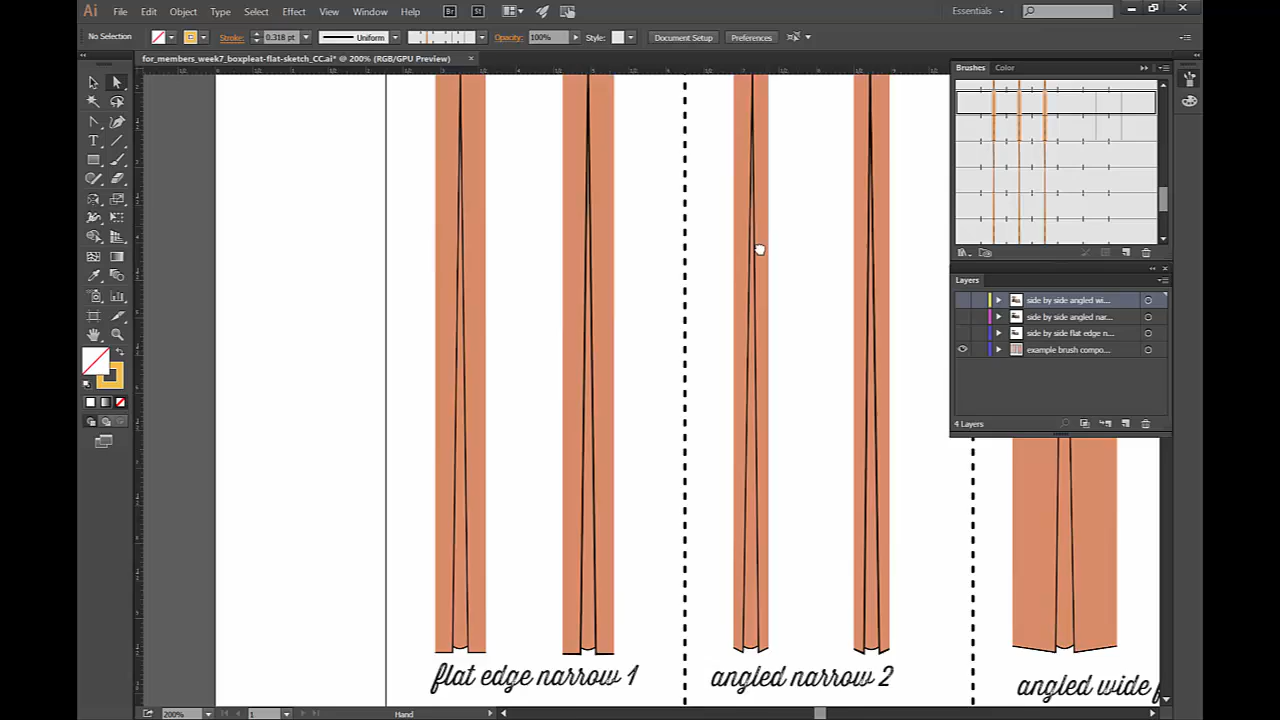 Ai File Edit Object Type Select Effect View Window Help Br St Essentials
No Selection Stroke: 0.318 pt Uniform Opacity: 100% Style: Document Setup Preferences
for_members_week7_boxpleat-flat-sketch_CC.ai* @ 200% (RGB/GPU Preview)
Brushes Color
Layers
side by side angled wi...
side by side angled nar...
side by side flat edge n...
example brush compo...
4 Layers
flat edge narrow 1
angled narrow 2
angled wide
200% 1 Hand